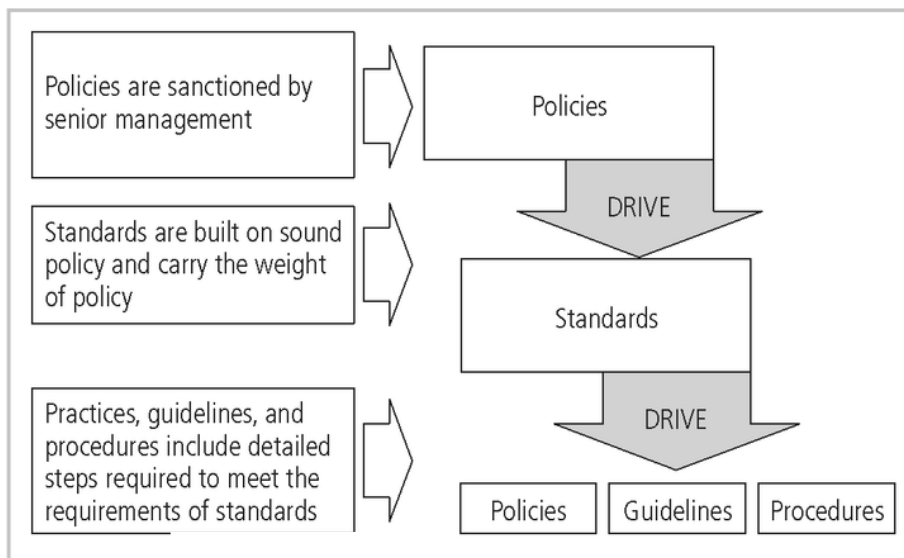 Policies are sanctioned by
senior management
Policies
DRIVE
Standards are built on sound
policy and carry the weight
of policy
Standards
DRIVE
Practices, guidelines, and
procedures include detailed
steps required to meet the
requirements of standards
Policies
Guidelines
Procedures